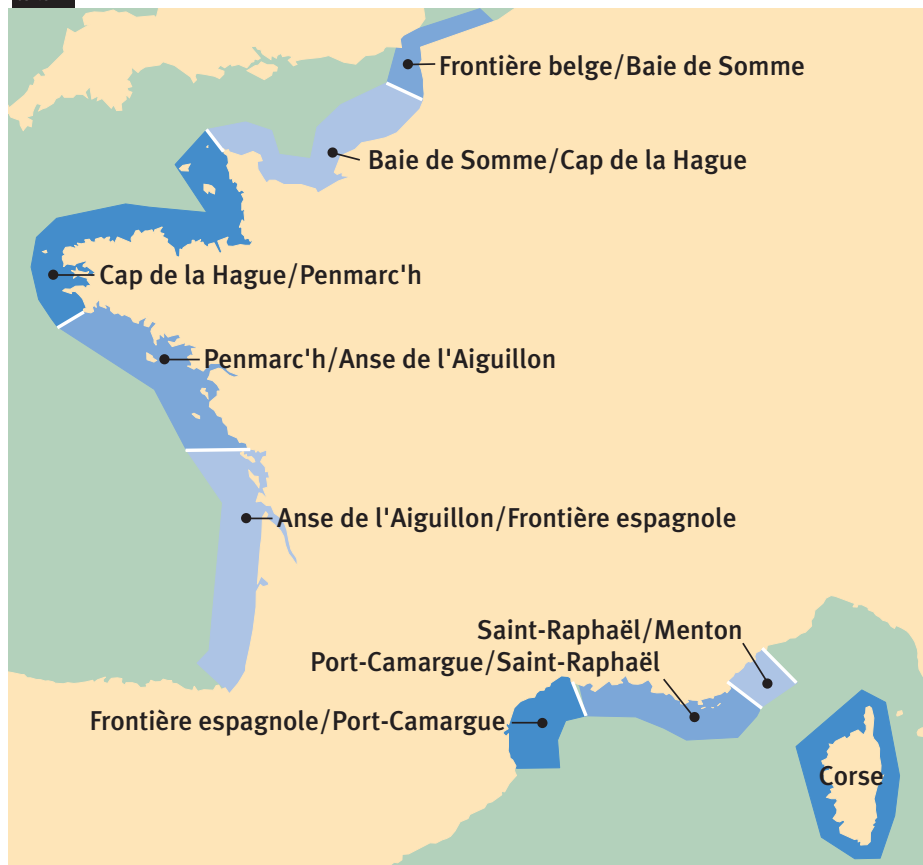 Frontière belge/Baie de Somme
Baie de Somme/Cap de la Hague
Cap de la Hague/Penmarc'h
Penmarc'h/Anse de l'Aiguillon
Anse de l'Aiguillon/Frontière espagnole
Saint-Raphaël/Menton
Port-Camargue/Saint-Raphaël
Frontière espagnole/Port-Camargue
Corse